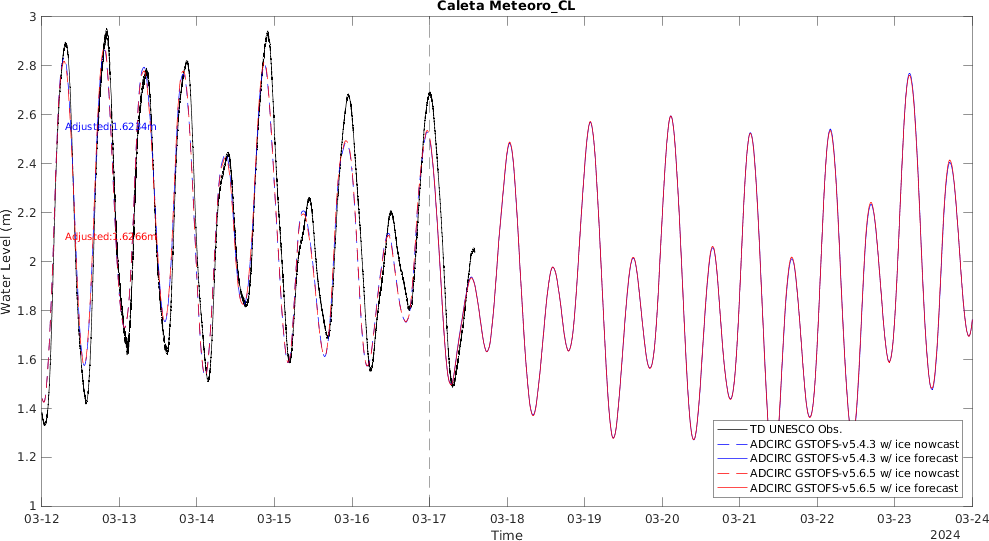 Caleta Meteoro_CL
3
2.8
2.6
2.4
2.2
2
1.8
1.6
1.4
1.2
1
Water Level (m)
Adjusted:1.6266m
TD UNESCO Obs.
ADCIRC GSTOFS-v5.4.3 w/ ice nowcast
ADCIRC GSTOFS-v5.4.3 w/ ice forecast
ADCIRC GSTOFS-v5.6.5 w/ ice nowcast
ADCIRC GSTOFS-v5.6.5 w/ ice forecast
03-12 03-13 03-14 03-15 03-16 03-17 03-18 03-19 03-20 03-21 03-22 03-23 03-24
Time
2024